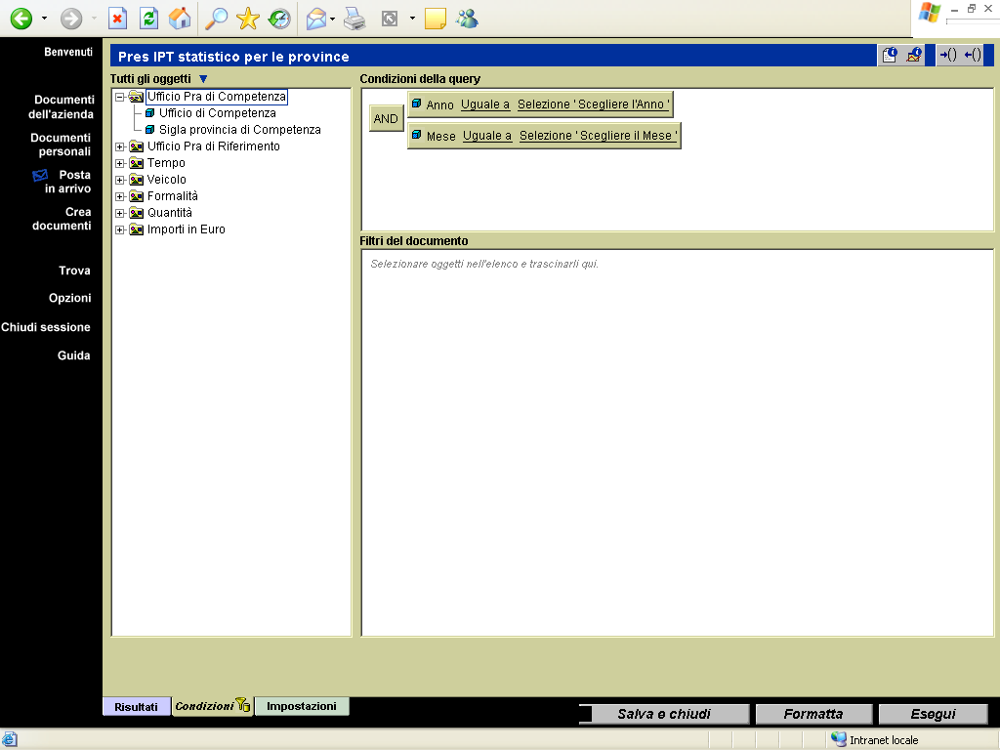 Benvenuti
Documenti
dell'azienda
Documenti
personali
Posta
in arrivo
Crea
documenti
Trova
Opzioni
Chiudi sessione
Guida
Pres IPT statistico per le province
Tutti gli oggetti
Ufficio Pra di Competenza
Ufficio di Competenza
Sigla provincia di Competenza
Ufficio Pra di Riferimento
Tempo
Veicolo
Formalità
Quantità
Importi in Euro
Condizioni della query
AND
Anno Uguale a Selezione ' Scegliere l'Anno '
Mese Uguale a Selezione ' Scegliere il Mese '
Filtri del documento
Selezionare oggetti nell'elenco e trascinarli qui.
Risultati
Condizioni
Impostazioni
Salva e chiudi
Formatta
Esegui
Intranet locale